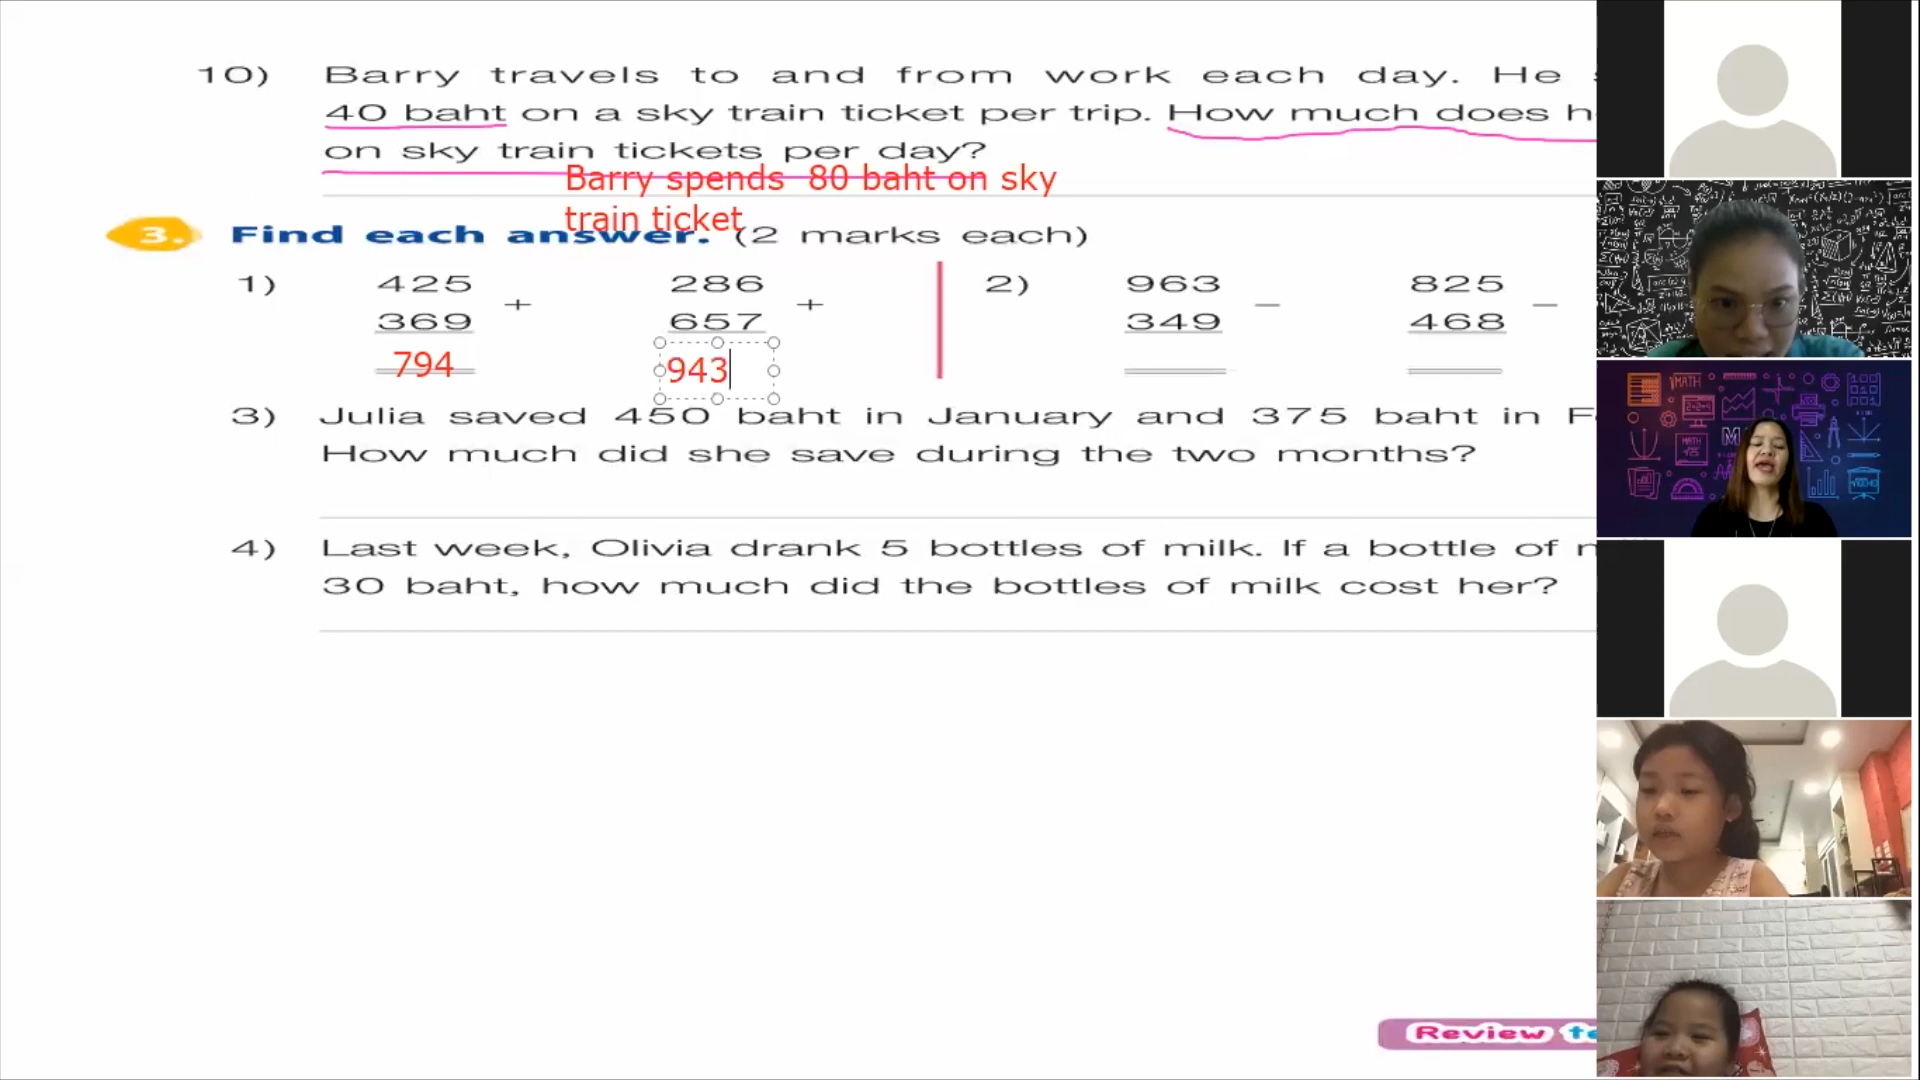 10) Barry travels to and from work each day. He
40 baht on a sky train ticket per trip. How much does h
on sky train tickets per day?
Barry spends 80 baht on sky
train ticket
3. Find each answer. (2 marks each)
1) 425 + 286 + 2) 963 − 825 −
369 657 349 468
794 943
3) Julia saved 450 baht in January and 375 baht in F
How much did she save during the two months?
4) Last week, Olivia drank 5 bottles of milk. If a bottle of
30 baht, how much did the bottles of milk cost her?
Review te